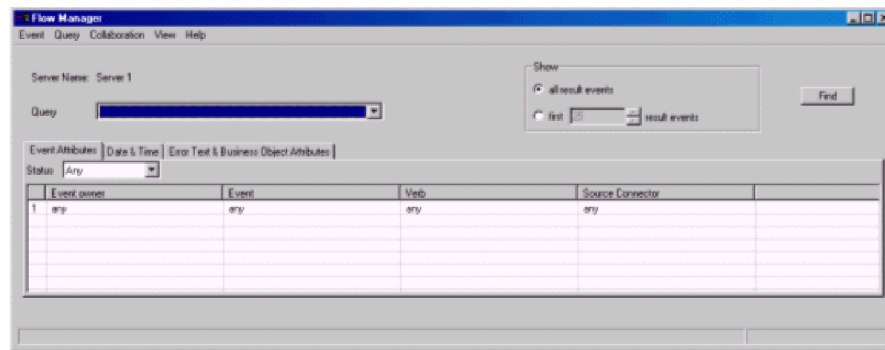 Flow Manager
Event Query Collaboration View Help
Server Name: Server 1
Show
all result events
Find
Query
first 25 result events
Event Attributes Date & Time Error Text & Business Object Attributes
Status Any
Event owner Event Verb Source Connector
1 any any any any